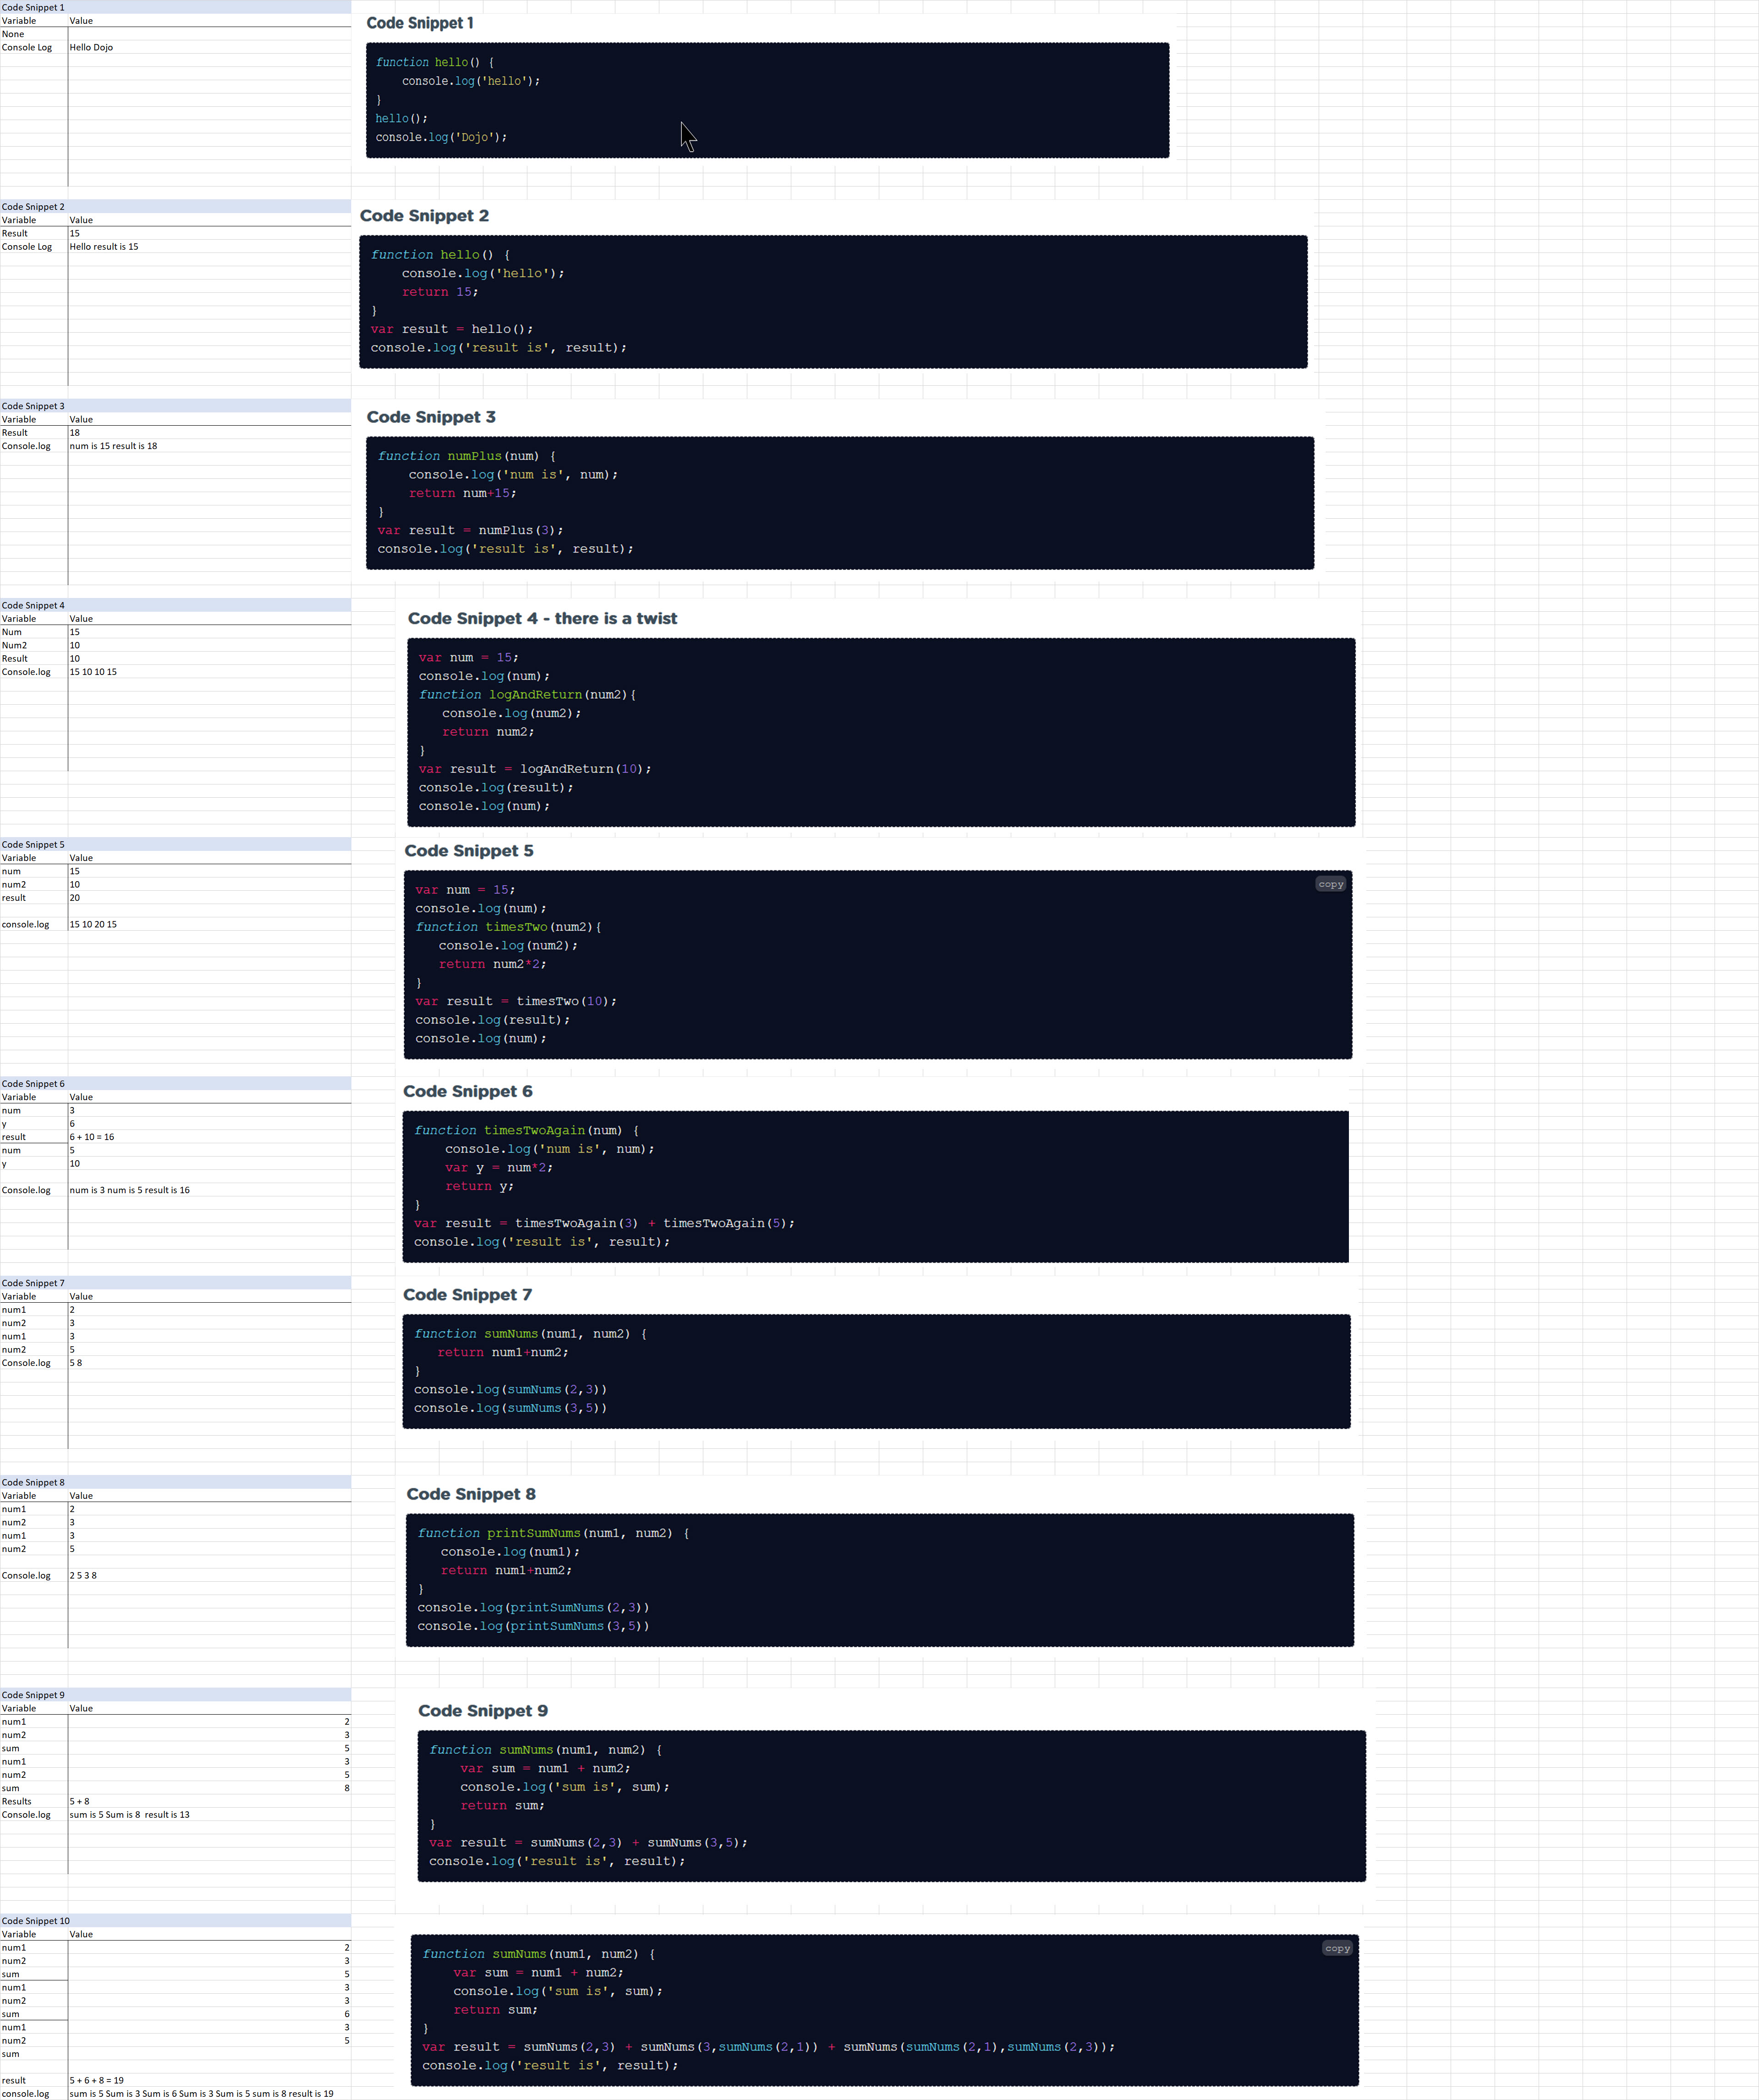 Code Snippet 1
Variable Value
None
Console Log Hello Dojo
Code Snippet 1
function hello() {
console.log('hello');
}
hello();
console.log('Dojo');
Code Snippet 2
Variable Value
Result 15
Console Log Hello result is 15
Code Snippet 2
function hello() {
console.log('hello');
return 15;
}
var result = hello();
console.log('result is', result);
Code Snippet 3
Variable Value
Result 18
Console.log num is 15 result is 18
Code Snippet 3
function numPlus(num) {
console.log('num is', num);
return num+15;
}
var result = numPlus(3);
console.log('result is', result);
Code Snippet 4
Variable Value
Num 15
Num2 10
Result 10
Console.log 15 10 10 15
Code Snippet 4 - there is a twist
var num = 15;
console.log(num);
function logAndReturn(num2){
console.log(num2);
return num2;
}
var result = logAndReturn(10);
console.log(result);
console.log(num);
Code Snippet 5
Variable Value
num 15
num2 10
result 20
console.log 15 10 20 15
Code Snippet 5
copy
var num = 15;
console.log(num);
function timesTwo(num2){
console.log(num2);
return num2*2;
}
var result = timesTwo(10);
console.log(result);
console.log(num);
Code Snippet 6
Variable Value
num 3
y 6
result 6 + 10 = 16
num 5
y 10
Console.log num is 3 num is 5 result is 16
Code Snippet 6
function timesTwoAgain(num) {
console.log('num is', num);
var y = num*2;
return y;
}
var result = timesTwoAgain(3) + timesTwoAgain(5);
console.log('result is', result);
Code Snippet 7
Variable Value
num1 2
num2 3
num1 3
num2 5
Console.log 5 8
Code Snippet 7
function sumNums(num1, num2) {
return num1+num2;
}
console.log(sumNums(2,3))
console.log(sumNums(3,5))
Code Snippet 8
Variable Value
num1 2
num2 3
num1 3
num2 5
Console.log 2 5 3 8
Code Snippet 8
function printSumNums(num1, num2) {
console.log(num1);
return num1+num2;
}
console.log(printSumNums(2,3))
console.log(printSumNums(3,5))
Code Snippet 9
Variable Value
num1 2
num2 3
sum 5
num1 3
num2 5
sum 8
Results 5 + 8
Console.log sum is 5 Sum is 8 result is 13
Code Snippet 9
function sumNums(num1, num2) {
var sum = num1 + num2;
console.log('sum is', sum);
return sum;
}
var result = sumNums(2,3) + sumNums(3,5);
console.log('result is', result);
Code Snippet 10
Variable Value
num1 2
num2 3
sum 5
num1 3
num2 3
sum 6
num1 3
num2 5
sum
result 5 + 6 + 8 = 19
console.log sum is 5 Sum is 3 Sum is 6 Sum is 3 Sum is 5 sum is 8 result is 19
copy
function sumNums(num1, num2) {
var sum = num1 + num2;
console.log('sum is', sum);
return sum;
}
var result = sumNums(2,3) + sumNums(3,sumNums(2,1)) + sumNums(sumNums(2,1),sumNums(2,3));
console.log('result is', result);